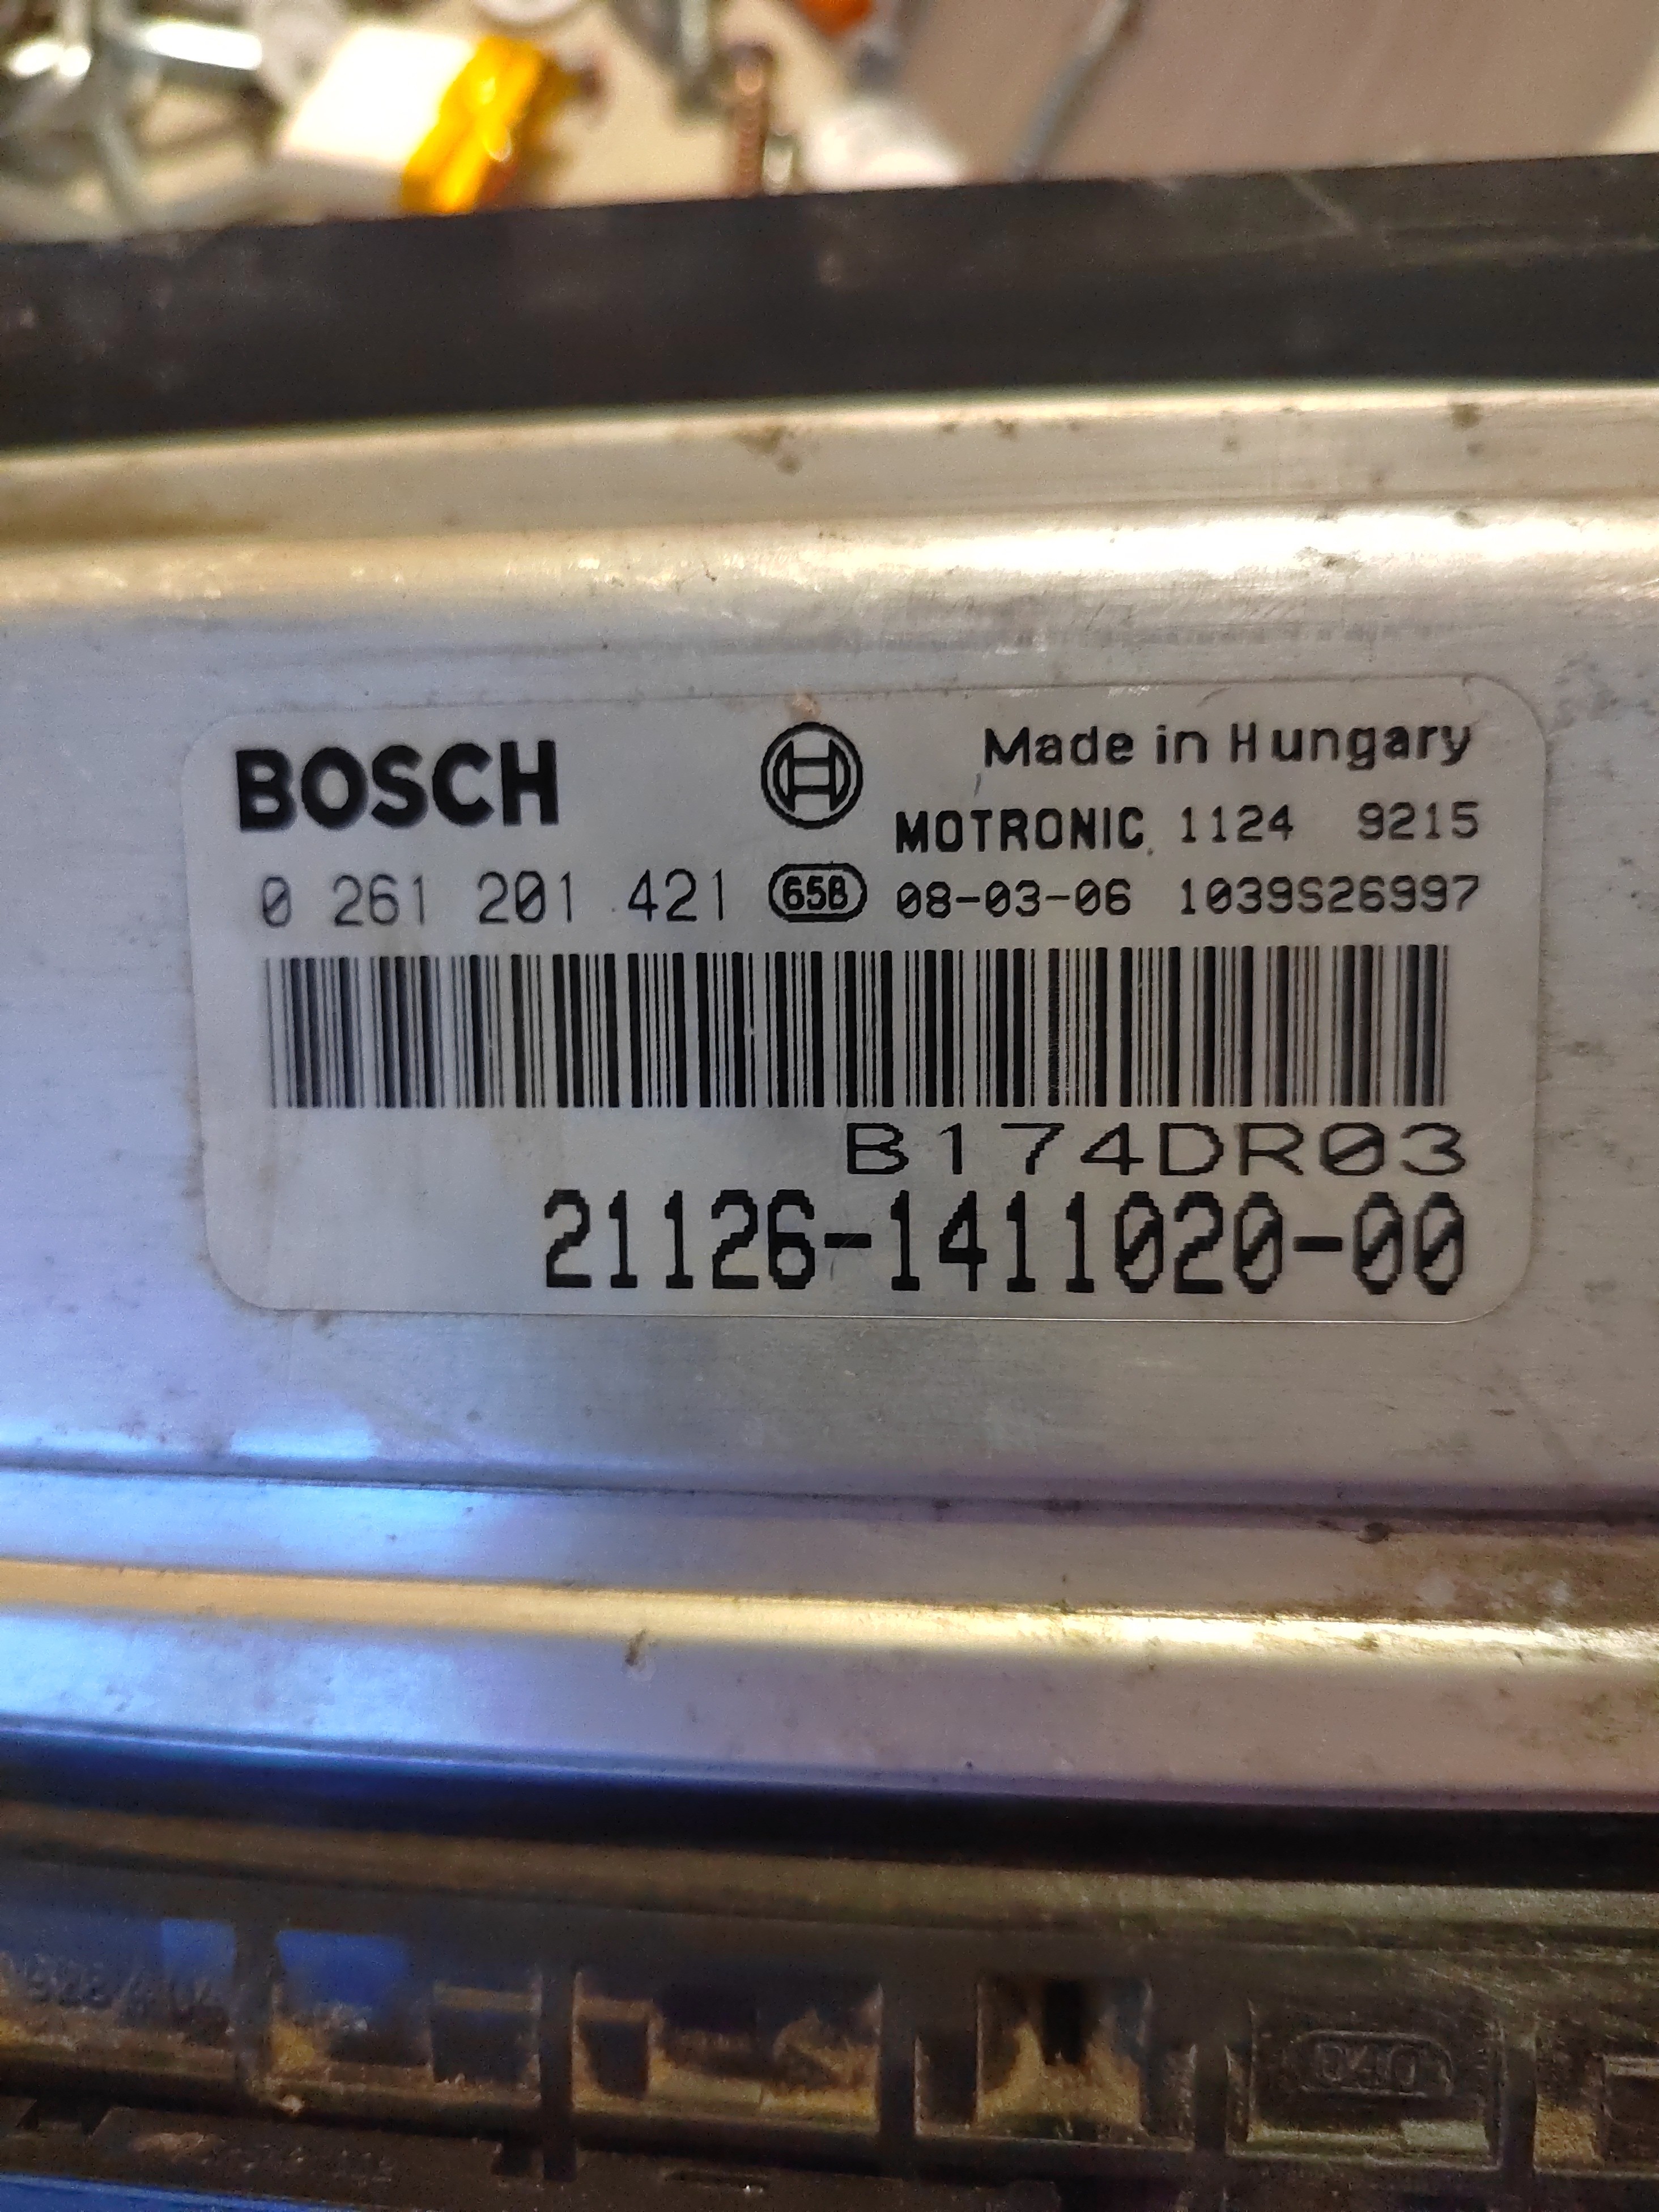 BOSCH
Made in Hungary
MOTRONIC 1124 9215
0 261 201 421 65B 08-03-06 1039S26997
B174DR03
21126-1411020-00